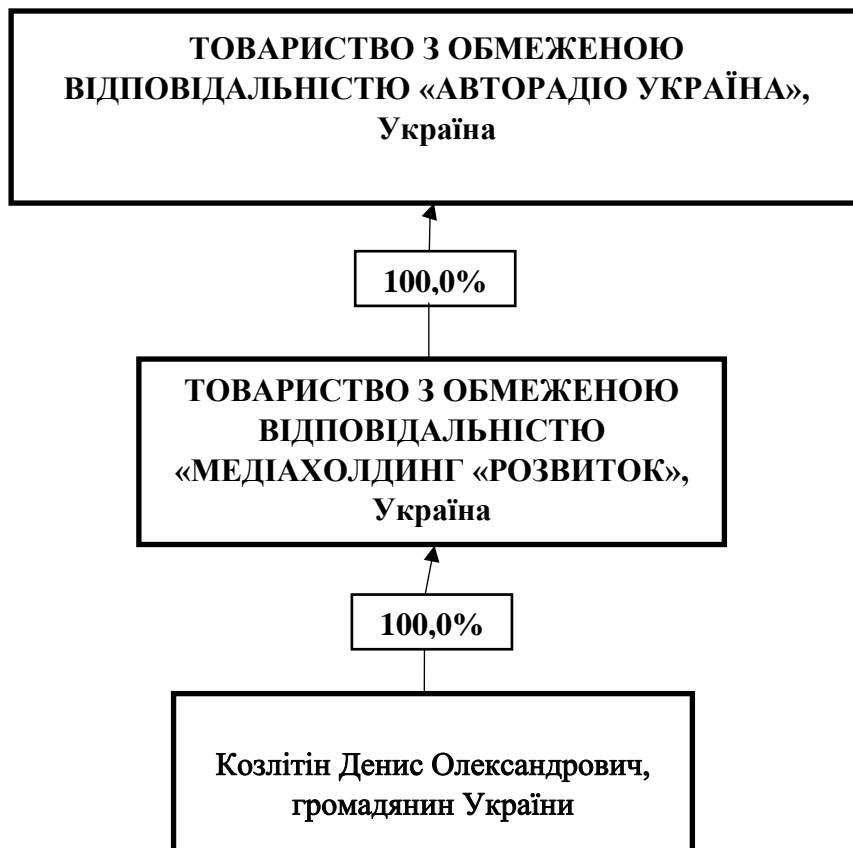 ТОВАРИСТВО З ОБМЕЖЕНОЮ
ВІДПОВІДАЛЬНІСТЮ «АВТОРАДІО УКРАЇНА»,
Україна
100,0%
ТОВАРИСТВО З ОБМЕЖЕНОЮ
ВІДПОВІДАЛЬНІСТЮ
«МЕДІАХОЛДИНГ «РОЗВИТОК»,
Україна
100,0%
Козлітін Денис Олександрович,
громадянин України